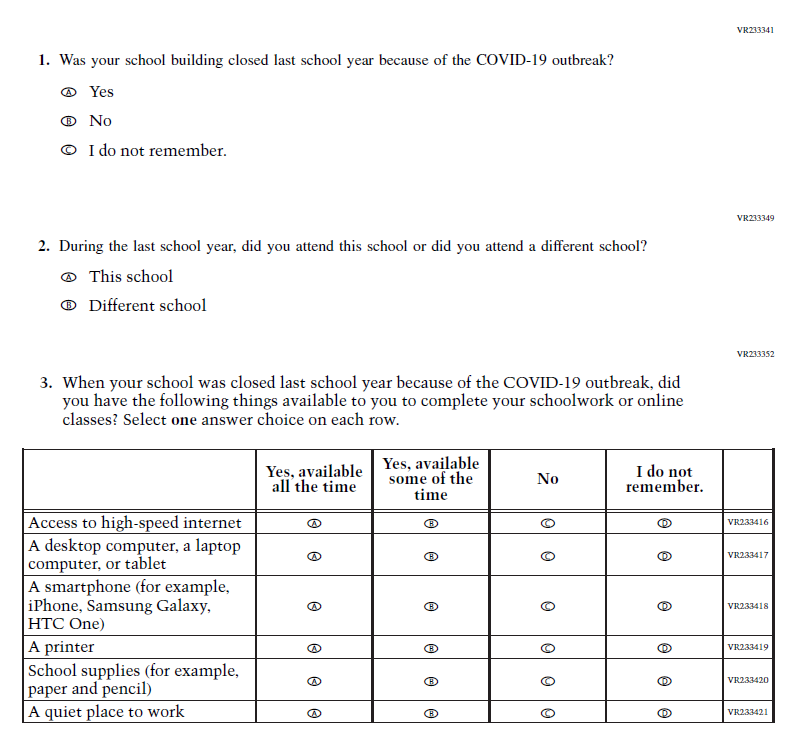 VR233341
1. Was your school building closed last school year because of the COVID-19 outbreak?
Ⓐ Yes
Ⓑ No
Ⓒ I do not remember.
VR233349
2. During the last school year, did you attend this school or did you attend a different school?
Ⓐ This school
Ⓑ Different school
VR233352
3. When your school was closed last school year because of the COVID-19 outbreak, did
you have the following things available to you to complete your schoolwork or online
classes? Select one answer choice on each row.
Yes, available
all the time
Yes, available
some of the
time
No
I do not
remember.
Access to high-speed internet Ⓐ Ⓑ Ⓒ Ⓓ VR233416
A desktop computer, a laptop
computer, or tablet Ⓐ Ⓑ Ⓒ Ⓓ VR233417
A smartphone (for example,
iPhone, Samsung Galaxy,
HTC One) Ⓐ Ⓑ Ⓒ Ⓓ VR233418
A printer Ⓐ Ⓑ Ⓒ Ⓓ VR233419
School supplies (for example,
paper and pencil) Ⓐ Ⓑ Ⓒ Ⓓ VR233420
A quiet place to work Ⓐ Ⓑ Ⓒ Ⓓ VR233421